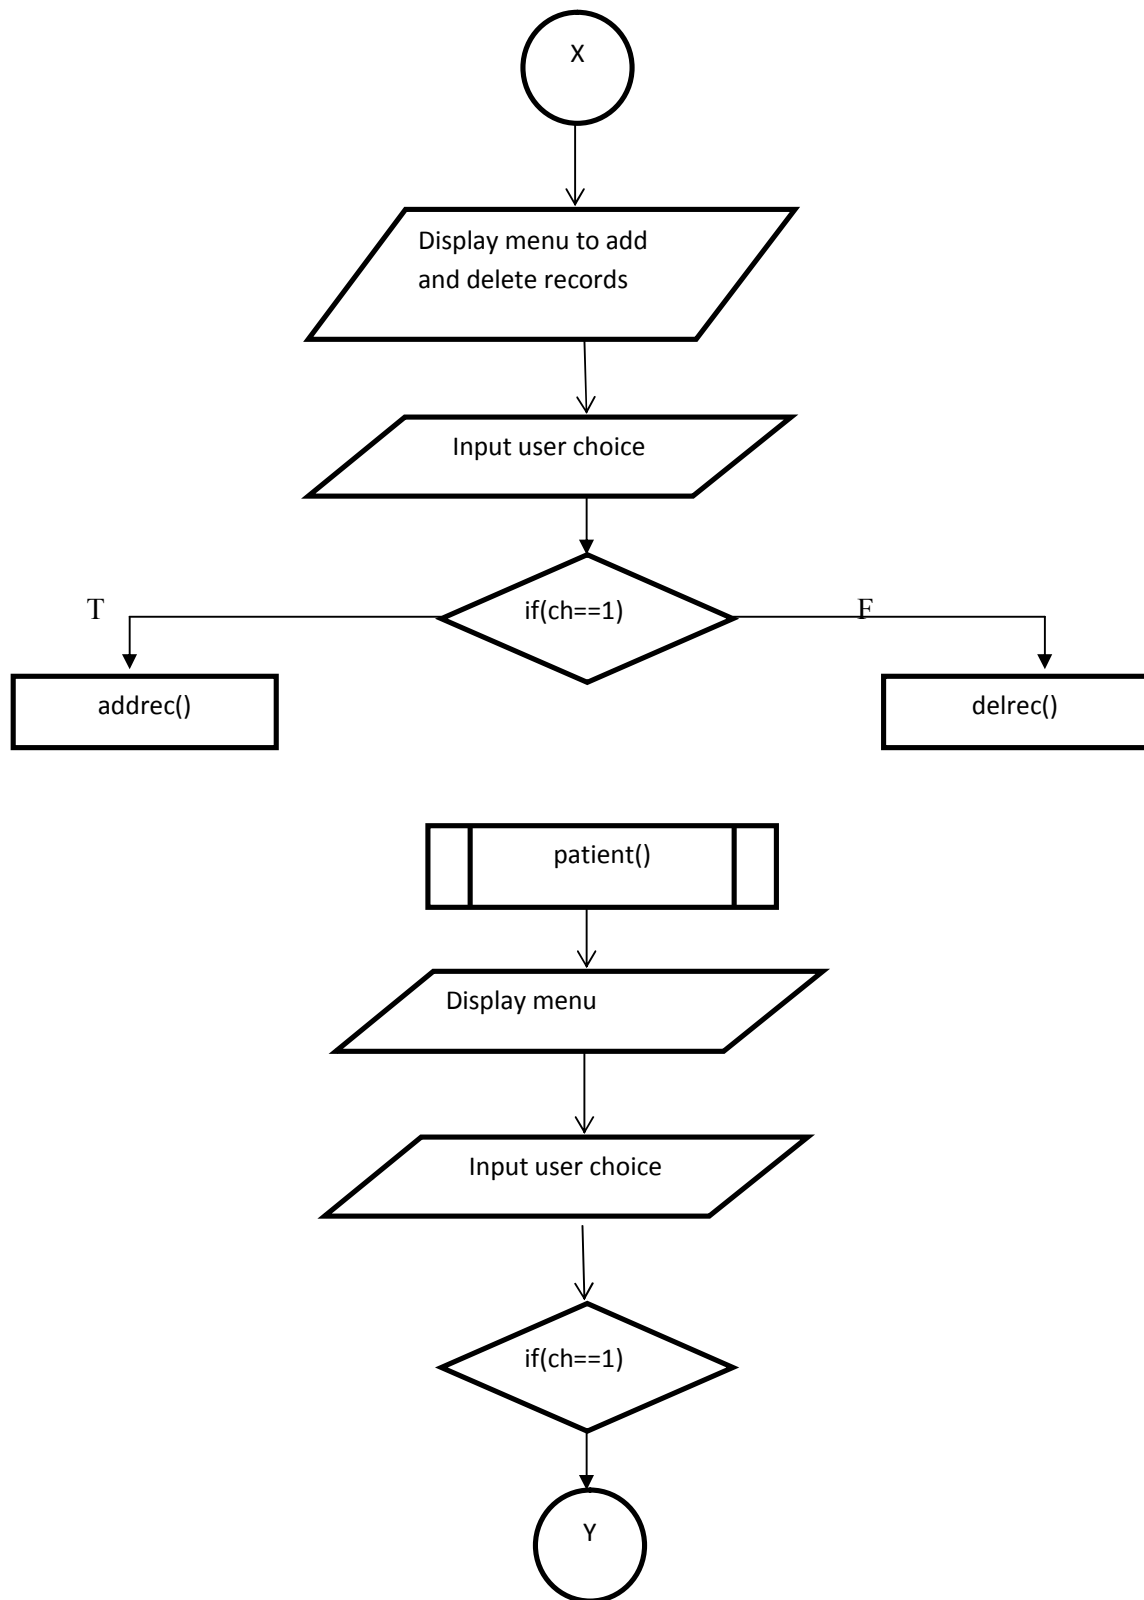 X
Display menu to add
and delete records
Input user choice
if(ch==1)
T
F
addrec()
delrec()
patient()
Display menu
Input user choice
if(ch==1)
Y